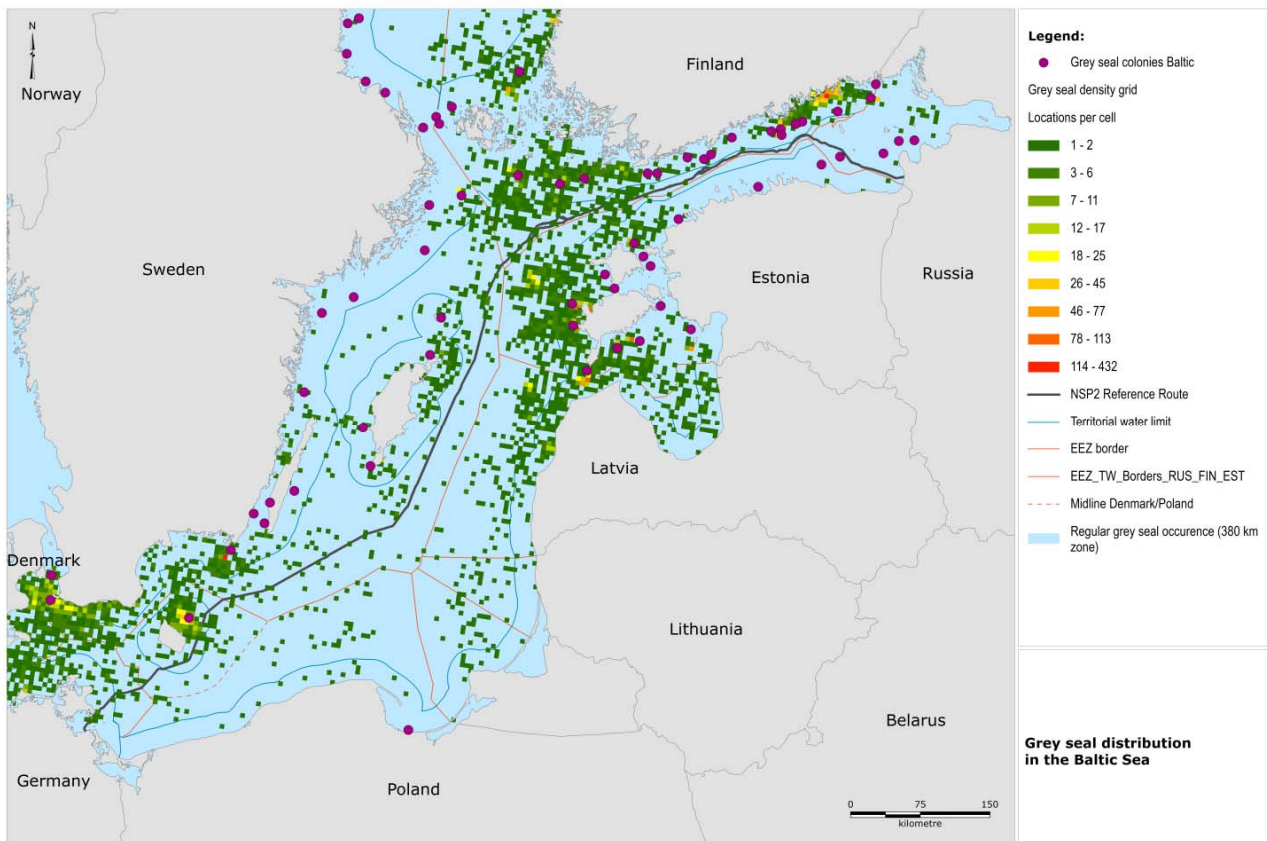 N
Norway
Finland
Sweden
Estonia
Russia
Latvia
Denmark
Lithuania
Belarus
Germany
Poland
0 75 150
kilometre
Legend:
Grey seal colonies Baltic
Grey seal density grid
Locations per cell
1 - 2
3 - 6
7 - 11
12 - 17
18 - 25
26 - 45
46 - 77
78 - 113
114 - 432
NSP2 Reference Route
Territorial water limit
EEZ border
EEZ_TW_Borders_RUS_FIN_EST
Midline Denmark/Poland
Regular grey seal occurence (380 km
zone)
Grey seal distribution
in the Baltic Sea